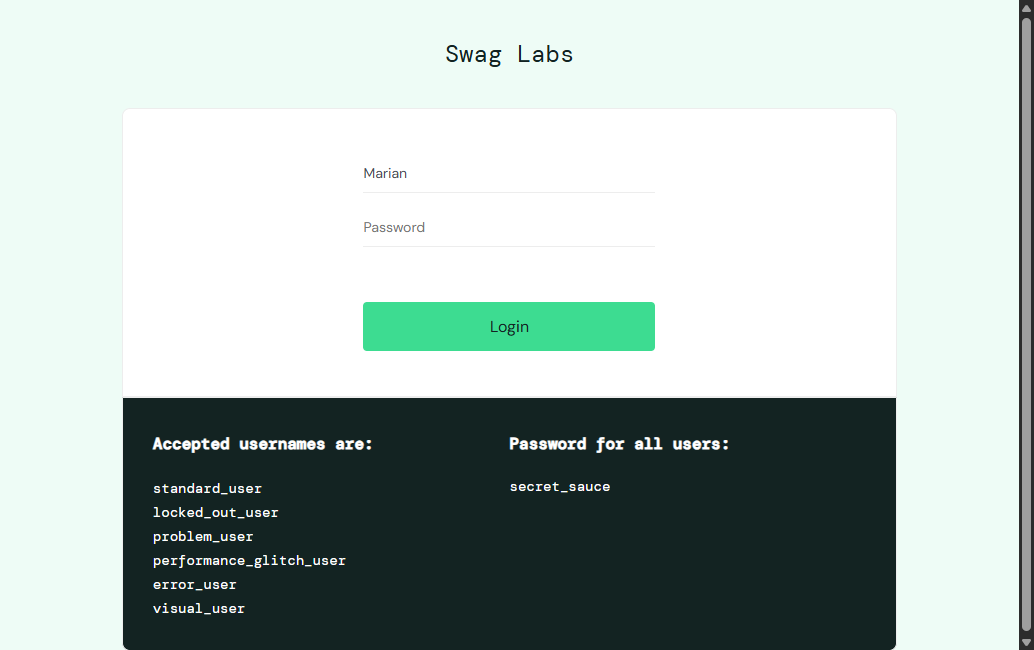 Swag Labs
Marian
Password
Login
Accepted usernames are:
standard_user
locked_out_user
problem_user
performance_glitch_user
error_user
visual_user
Password for all users:
secret_sauce